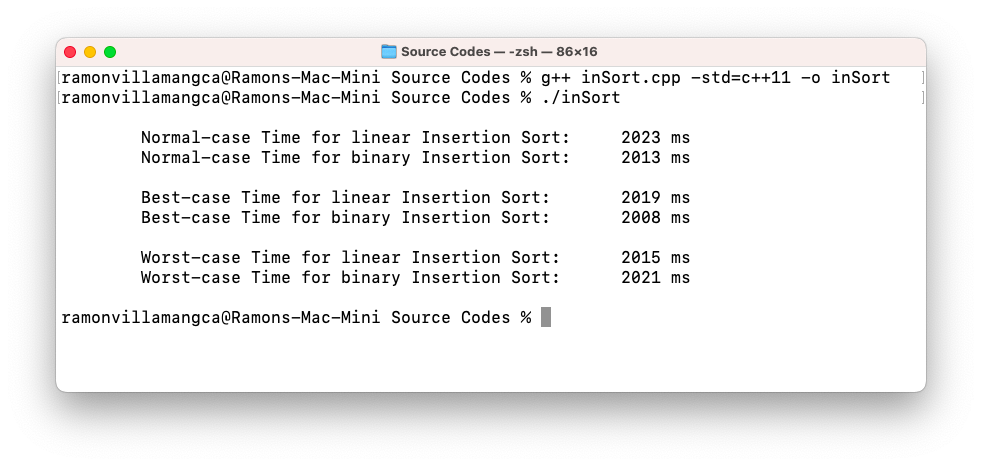 Source Codes — -zsh — 86×16
ramonvillamangca@Ramons-Mac-Mini Source Codes % g++ inSort.cpp -std=c++11 -o inSort
ramonvillamangca@Ramons-Mac-Mini Source Codes % ./inSort
Normal-case Time for linear Insertion Sort: 2023 ms
Normal-case Time for binary Insertion Sort: 2013 ms
Best-case Time for linear Insertion Sort: 2019 ms
Best-case Time for binary Insertion Sort: 2008 ms
Worst-case Time for linear Insertion Sort: 2015 ms
Worst-case Time for binary Insertion Sort: 2021 ms
ramonvillamangca@Ramons-Mac-Mini Source Codes %